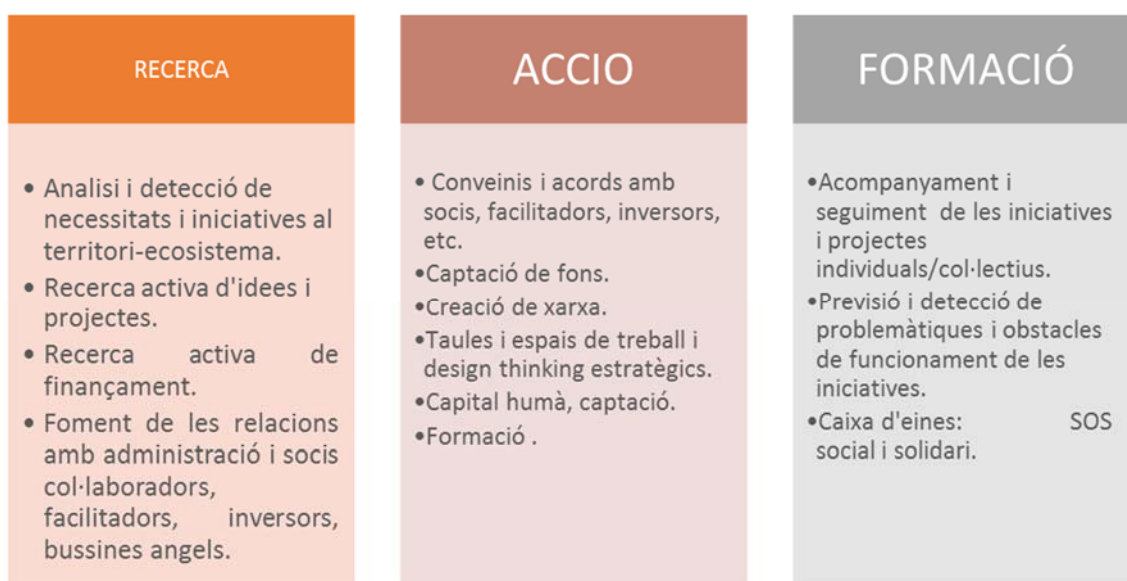 RECERCA
• Analisi i detecció de
necessitats i iniciatives al
territori-ecosistema.
• Recerca activa d'idees i
projectes.
• Recerca activa de
finançament.
• Foment de les relacions
amb administració i socis
col·laboradors,
facilitadors, inversors,
bussines angels.
ACCIO
• Conveinis i acords amb
socis, facilitadors, inversors,
etc.
•Captació de fons.
•Creació de xarxa.
•Taules i espais de treball i
design thinking estratègics.
•Capital humà, captació.
•Formació .
FORMACIÓ
•Acompanyament i
seguiment de les iniciatives
i projectes
individuals/col·lectius.
•Previsió i detecció de
problemàtiques i obstacles
de funcionament de les
iniciatives.
•Caixa d'eines: SOS
social i solidari.